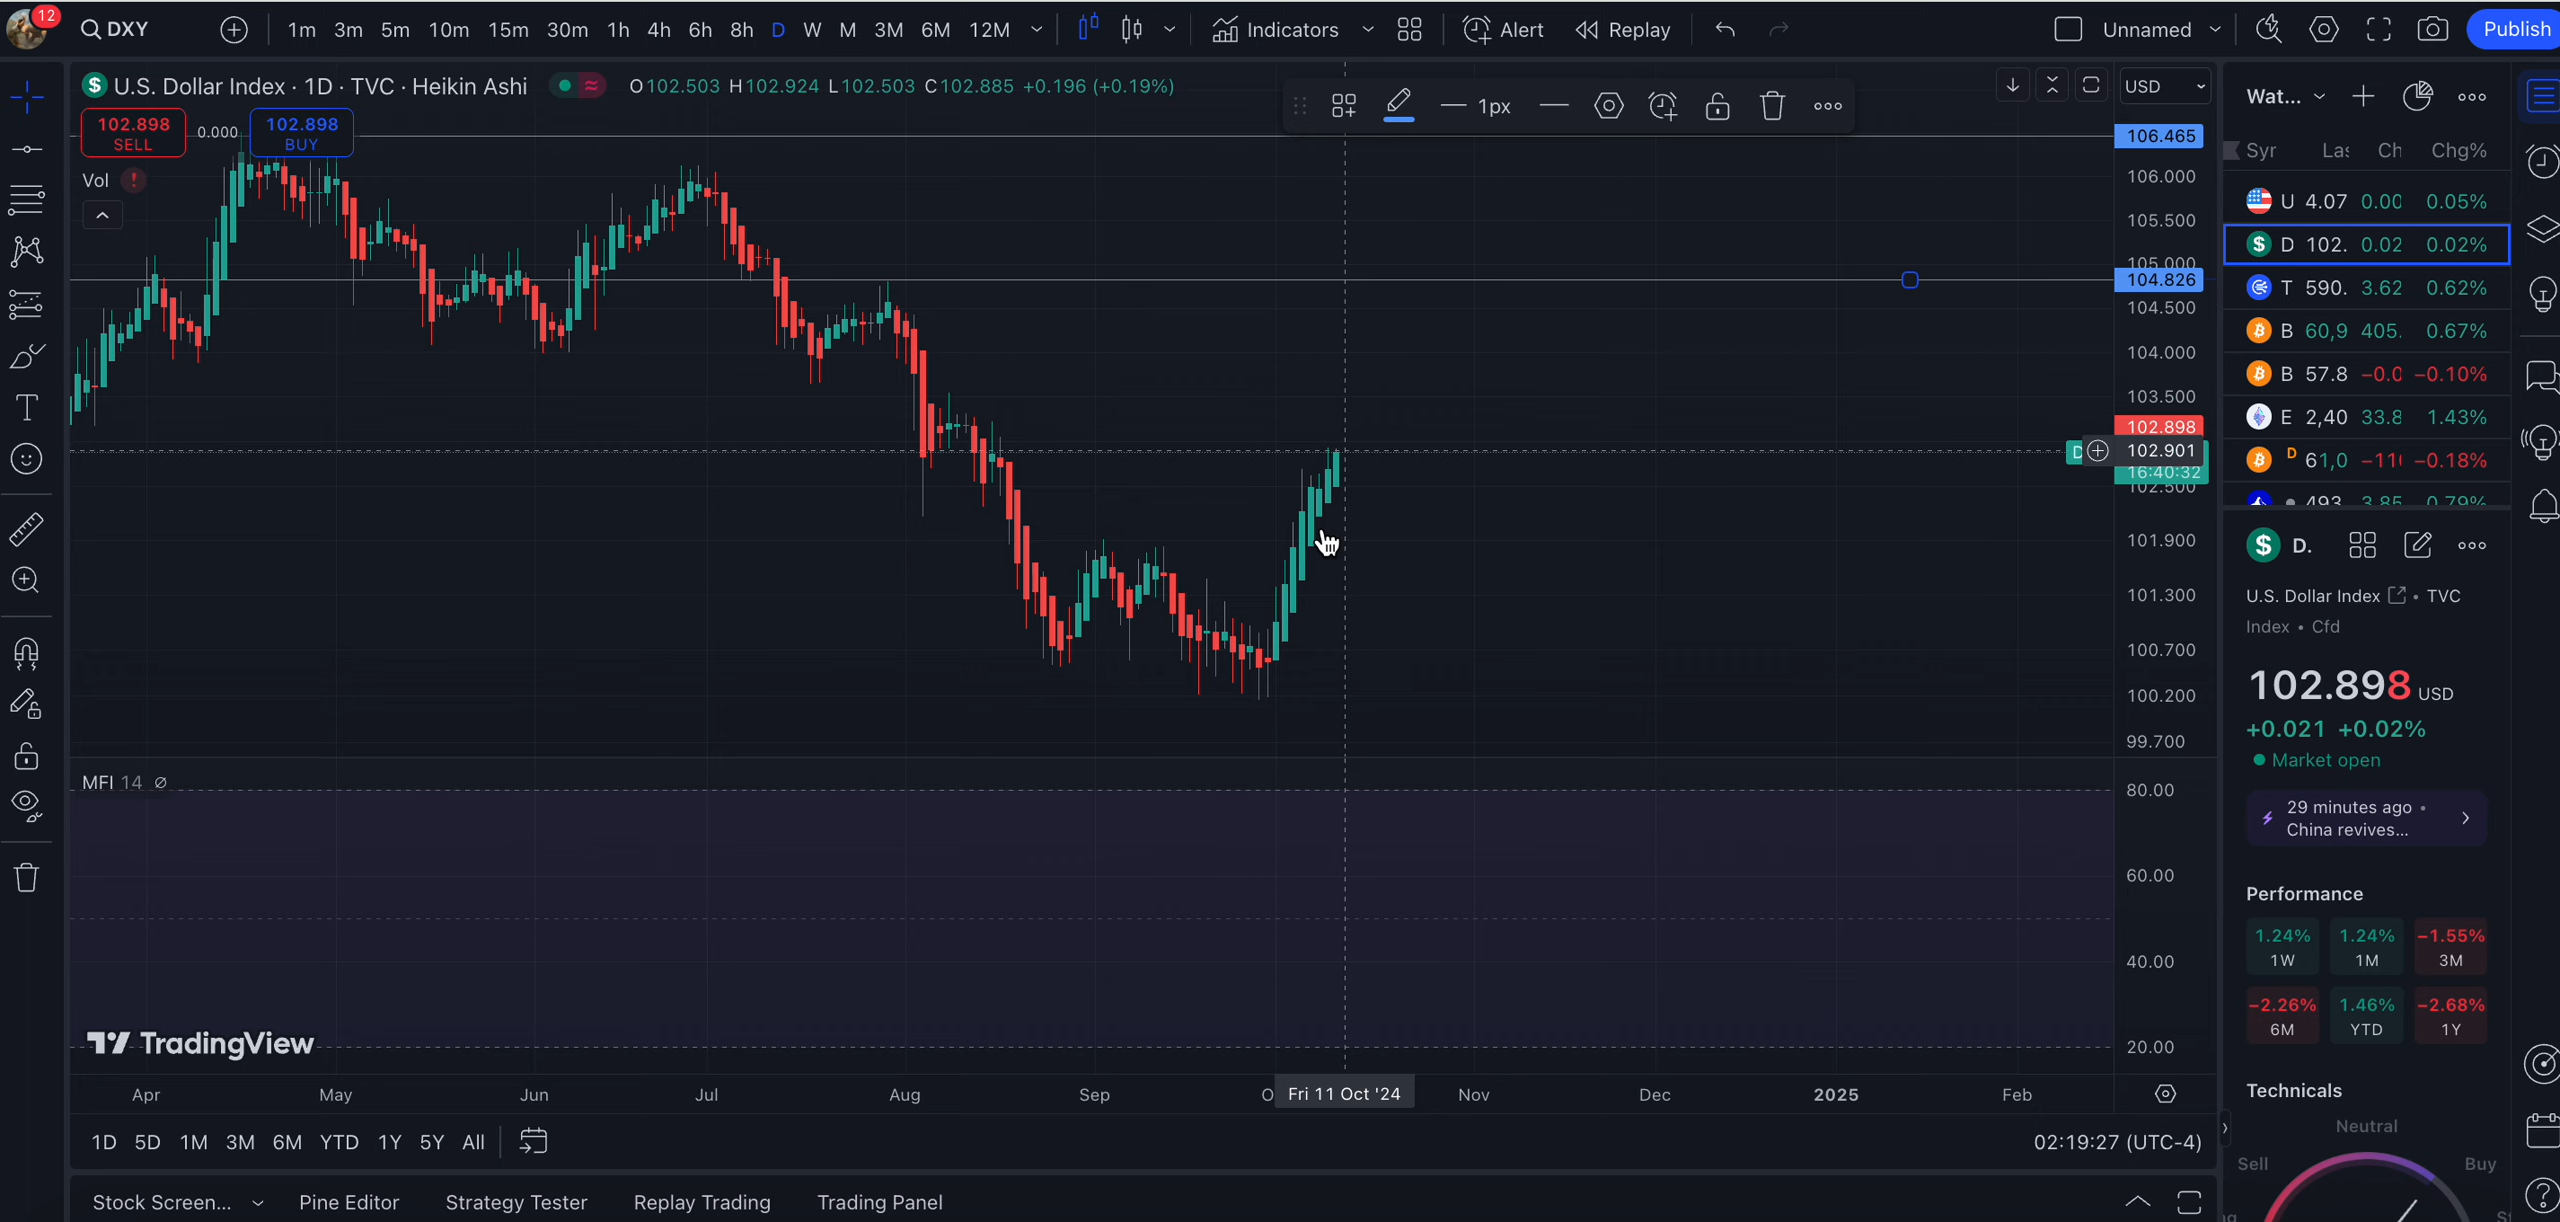 12
DXY
1m 3m 5m 10m 15m 30m 1h 4h 6h 8h D W M 3M 6M 12M
Indicators
Alert
Replay
Unnamed
Publish
U.S. Dollar Index · 1D · TVC · Heikin Ashi
O102.503 H102.924 L102.503 C102.885 +0.196 (+0.19%)
102.898
SELL
0.000
102.898
BUY
Vol
1px
USD
106.465
106.000
105.500
105.000
104.826
104.500
104.000
103.500
102.898
102.901
16:40:32
102.500
101.900
101.300
100.700
100.200
99.700
MFI 14
80.00
60.00
40.00
20.00
TradingView
Apr May Jun Jul Aug Sep O Fri 11 Oct '24 Nov Dec 2025 Feb
1D 5D 1M 3M 6M YTD 1Y 5Y All
02:19:27 (UTC-4)
Stock Screen... Pine Editor Strategy Tester Replay Trading Trading Panel
Wat...
Chg%
U 4.07 0.00 0.05%
D 102. 0.02 0.02%
T 590. 3.62 0.62%
B 60,9 405. 0.67%
B 57.8 −0.0 −0.10%
E 2,40 33.8 1.43%
D 61,0 −0.18%
493 3.85 0.79%
D.
U.S. Dollar Index • TVC
Index • Cfd
102.898 USD
+0.021 +0.02%
Market open
29 minutes ago •
China revives...
Performance
1.24% 1.24% −1.55%
1W 1M 3M
−2.26% 1.46% −2.68%
6M YTD 1Y
Technicals
Neutral
Sell
Buy